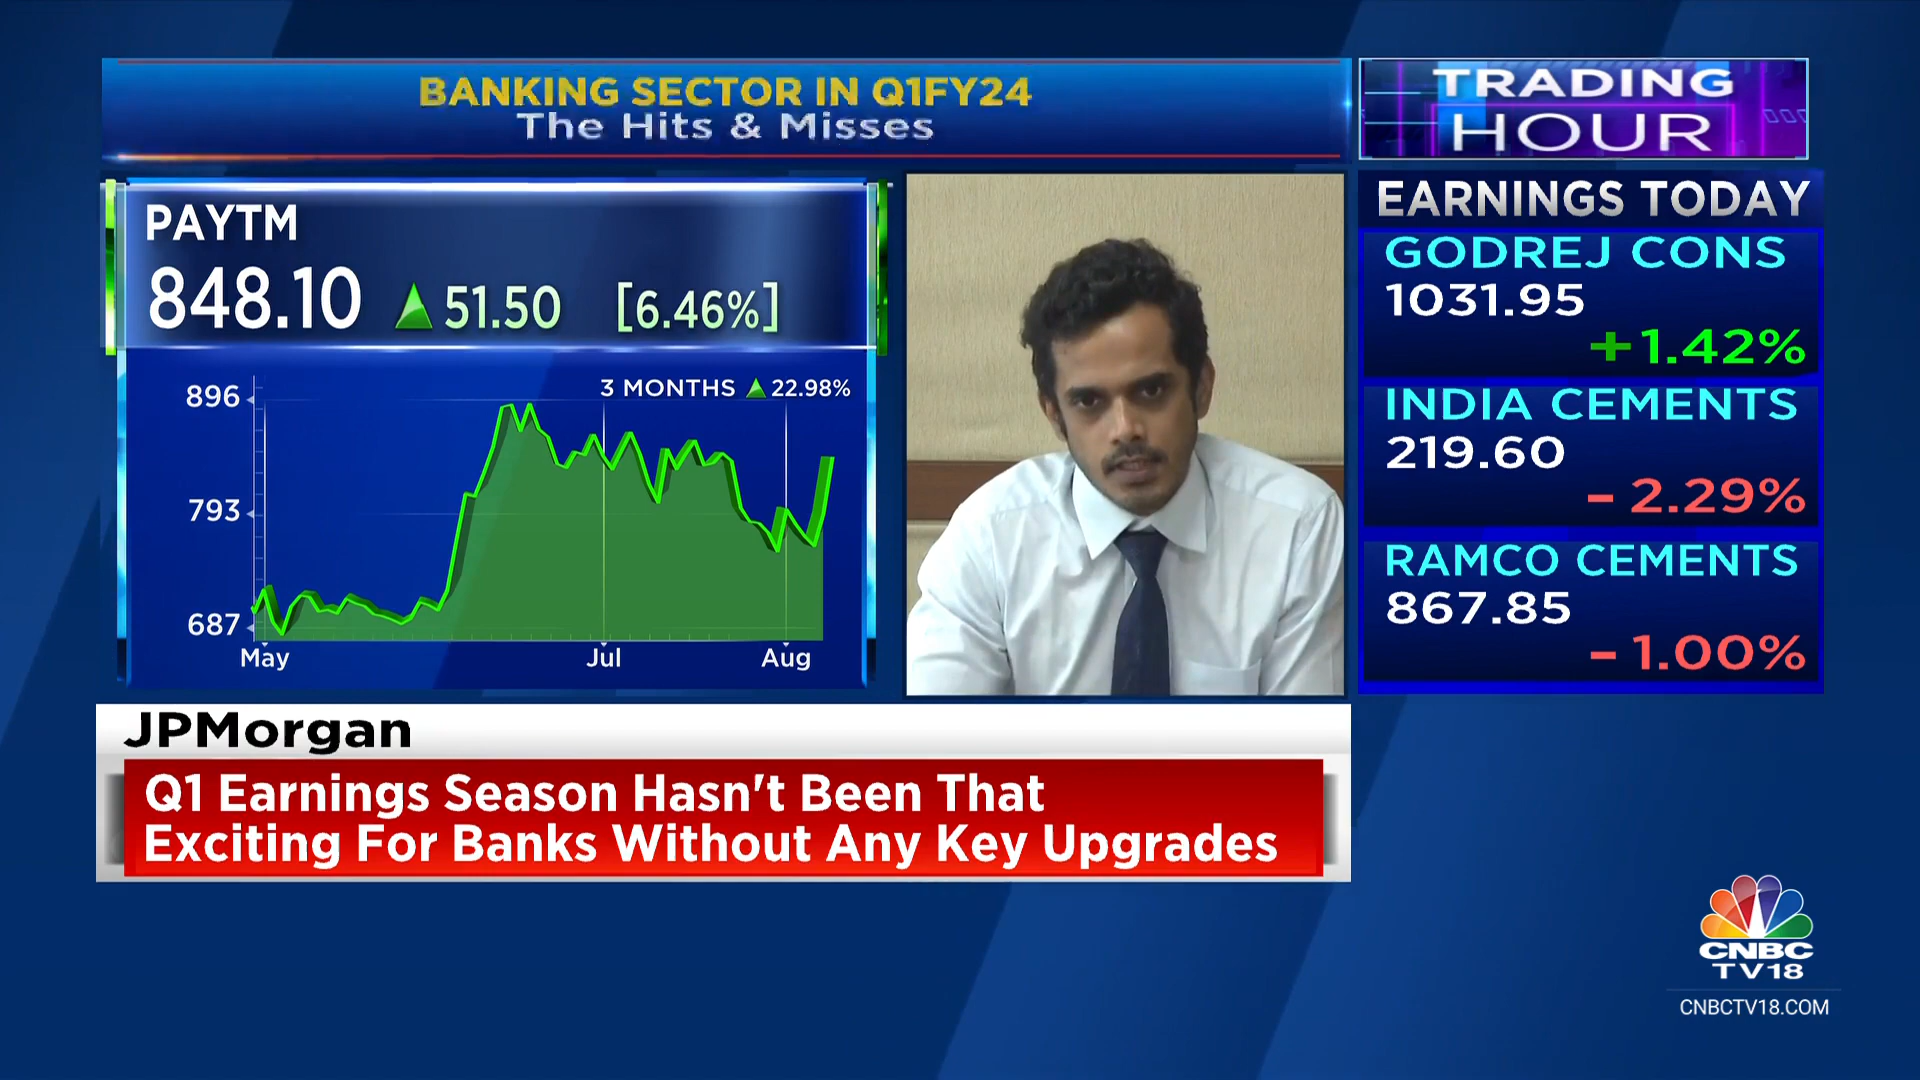 BANKING SECTOR IN Q1FY24
The Hits & Misses
TRADING
HOUR
PAYTM
848.10 ▲ 51.50 [6.46%]
3 MONTHS ▲ 22.98%
896
793
687
May Jul Aug
EARNINGS TODAY
GODREJ CONS
1031.95
+1.42%
INDIA CEMENTS
219.60
- 2.29%
RAMCO CEMENTS
867.85
- 1.00%
JPMorgan
Q1 Earnings Season Hasn't Been That
Exciting For Banks Without Any Key Upgrades
CNBC
TV18
CNBCTV18.COM